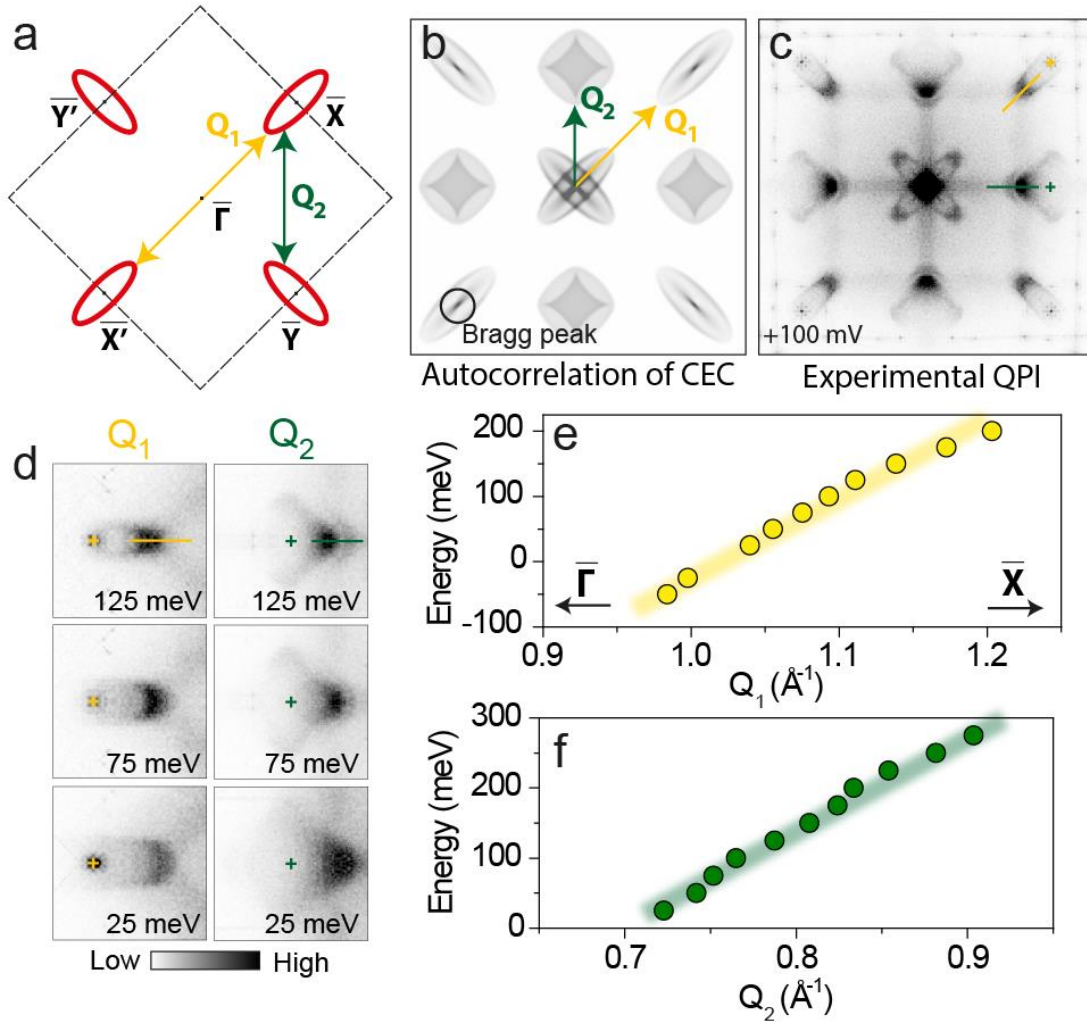 a
Y̅′
X̅
Q₁
Q₂
Γ̅
X̅′
Y̅
b
Q₂
Q₁
Bragg peak
Autocorrelation of CEC
c
+100 mV
Experimental QPI
d
Q₁
Q₂
125 meV
125 meV
75 meV
75 meV
25 meV
25 meV
Low
High
e
Energy (meV)
200
100
0
-100
Γ̅
X̅
0.9
1.0
1.1
1.2
Q₁ (Å⁻¹)
f
Energy (meV)
300
200
100
0
0.7
0.8
0.9
Q₂ (Å⁻¹)